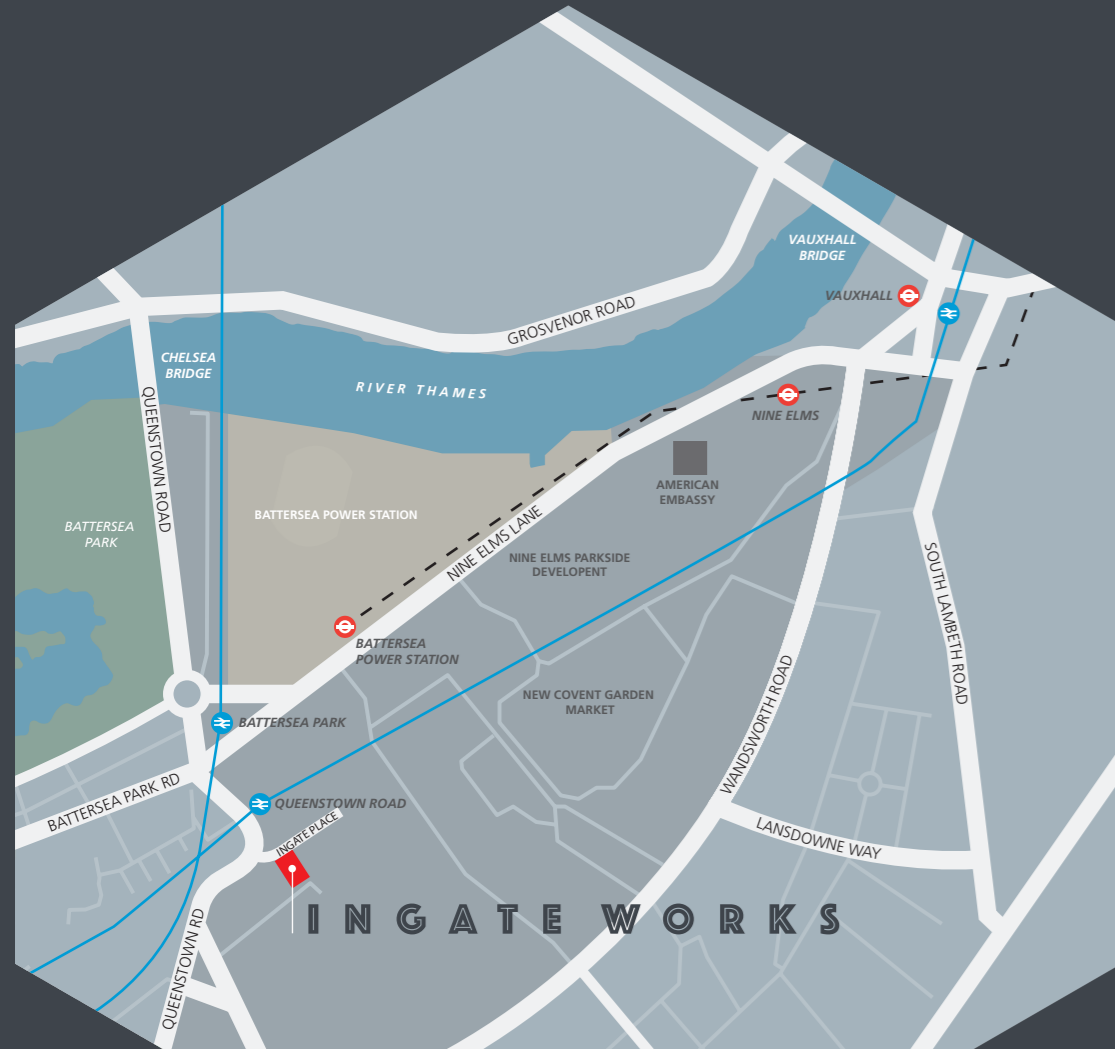 VAUXHALL
BRIDGE
VAUXHALL
GROSVENOR ROAD
CHELSEA
BRIDGE
RIVER THAMES
QUEENSTOWN ROAD
NINE ELMS
AMERICAN
EMBASSY
BATTERSEA POWER STATION
BATTERSEA
PARK
NINE ELMS LANE
NINE ELMS PARKSIDE
DEVELOPENT
SOUTH LAMBETH ROAD
BATTERSEA
POWER STATION
NEW COVENT GARDEN
MARKET
WANDSWORTH ROAD
BATTERSEA PARK
BATTERSEA PARK RD
QUEENSTOWN ROAD
INGATE PLACE
LANSDOWNE WAY
INGATE WORKS
QUEENSTOWN RD